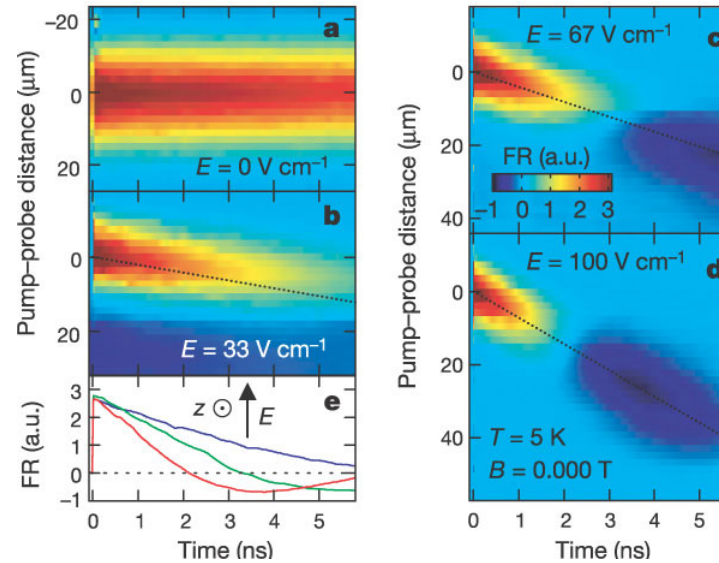 -20
0
20
Pump–probe distance (μm)
a
E = 0 V cm⁻¹
b
0
20
E = 33 V cm⁻¹
e
z ⊙
E
3
2
1
0
-1
FR (a.u.)
0 1 2 3 4 5
Time (ns)
c
E = 67 V cm⁻¹
0
20
40
FR (a.u.)
-1 0 1 2 3
Pump–probe distance (μm)
d
E = 100 V cm⁻¹
0
20
40
T = 5 K
B = 0.000 T
0 1 2 3 4 5
Time (ns)